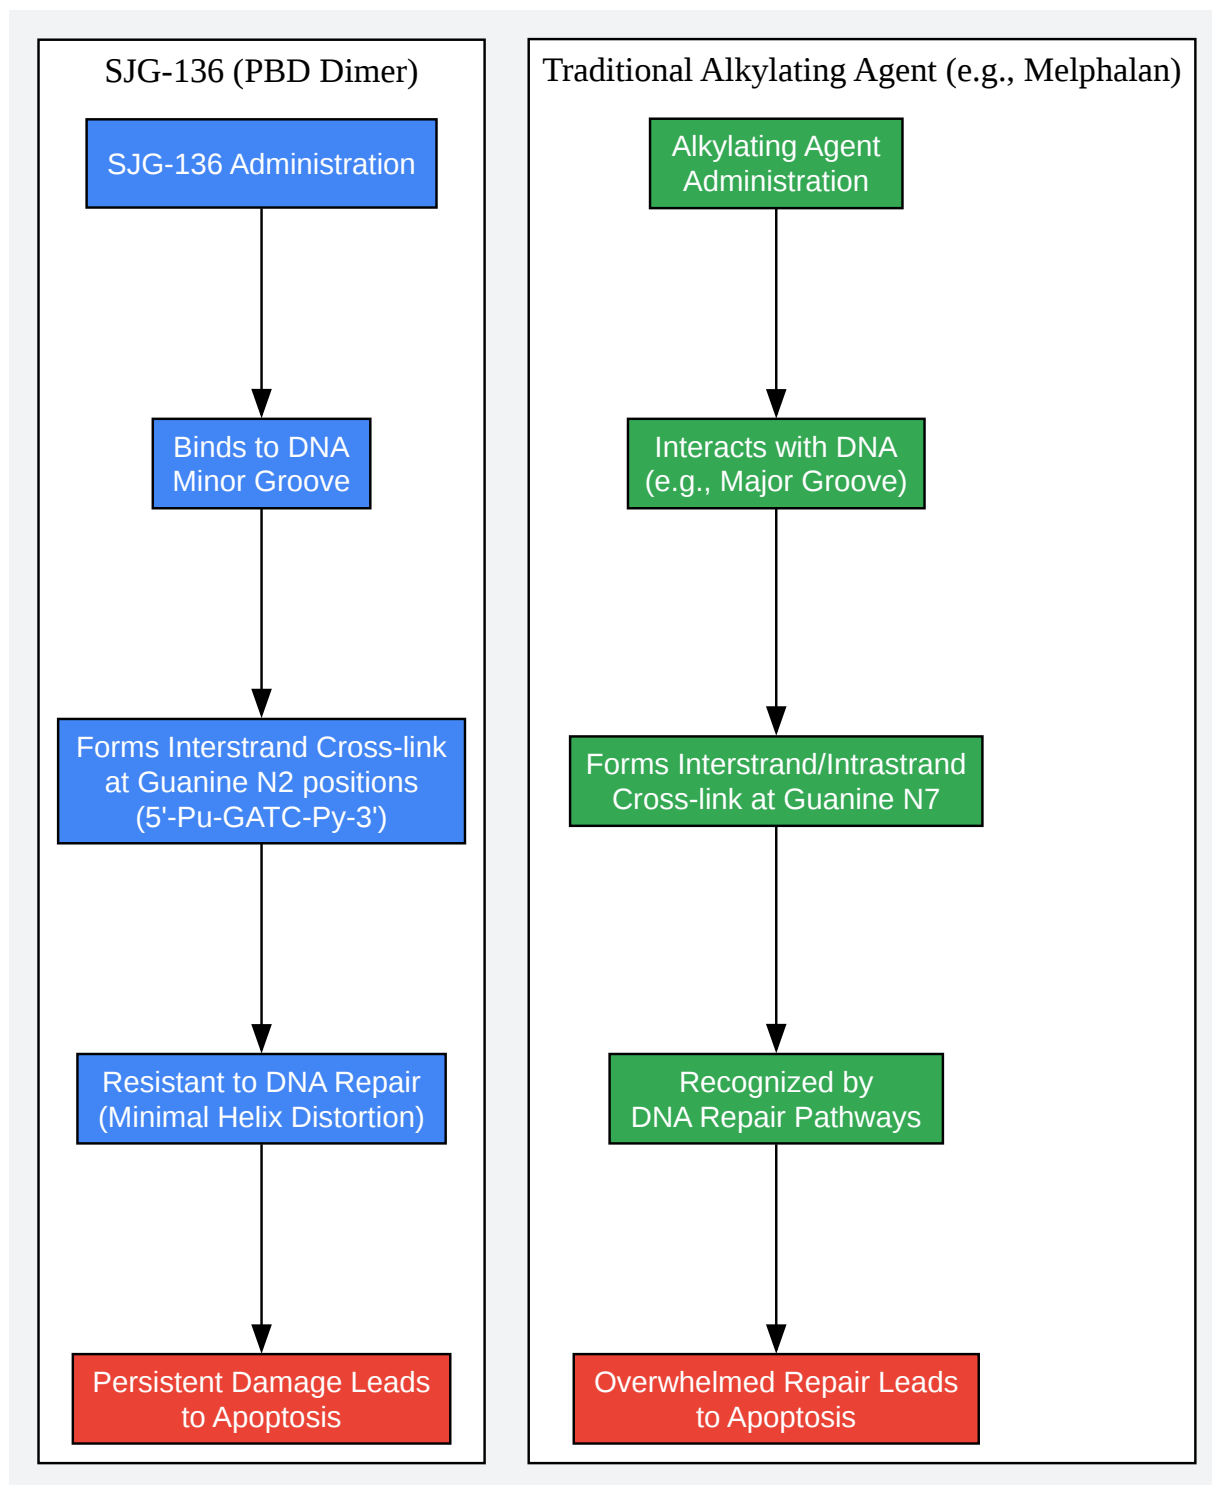 SJG-136 (PBD Dimer)
SJG-136 Administration
Binds to DNA
Minor Groove
Forms Interstrand Cross-link
at Guanine N2 positions
(5'-Pu-GATC-Py-3')
Resistant to DNA Repair
(Minimal Helix Distortion)
Persistent Damage Leads
to Apoptosis
Traditional Alkylating Agent (e.g., Melphalan)
Alkylating Agent
Administration
Interacts with DNA
(e.g., Major Groove)
Forms Interstrand/Intrastrand
Cross-link at Guanine N7
Recognized by
DNA Repair Pathways
Overwhelmed Repair Leads
to Apoptosis